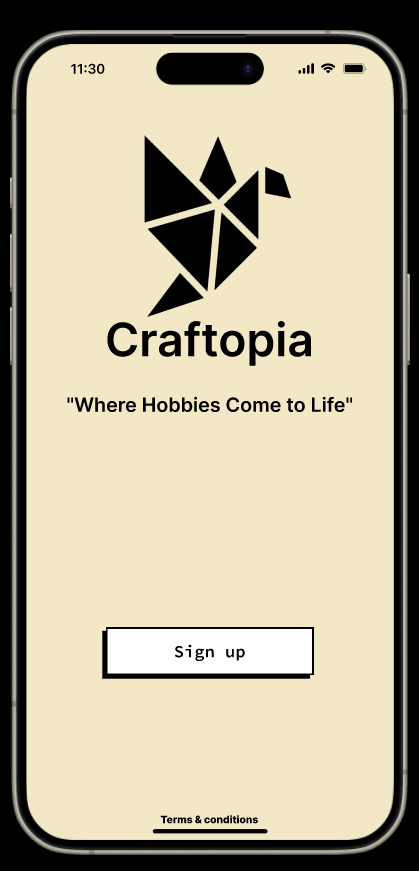 11:30
Craftopia
"Where Hobbies Come to Life"
Sign up
Terms & conditions